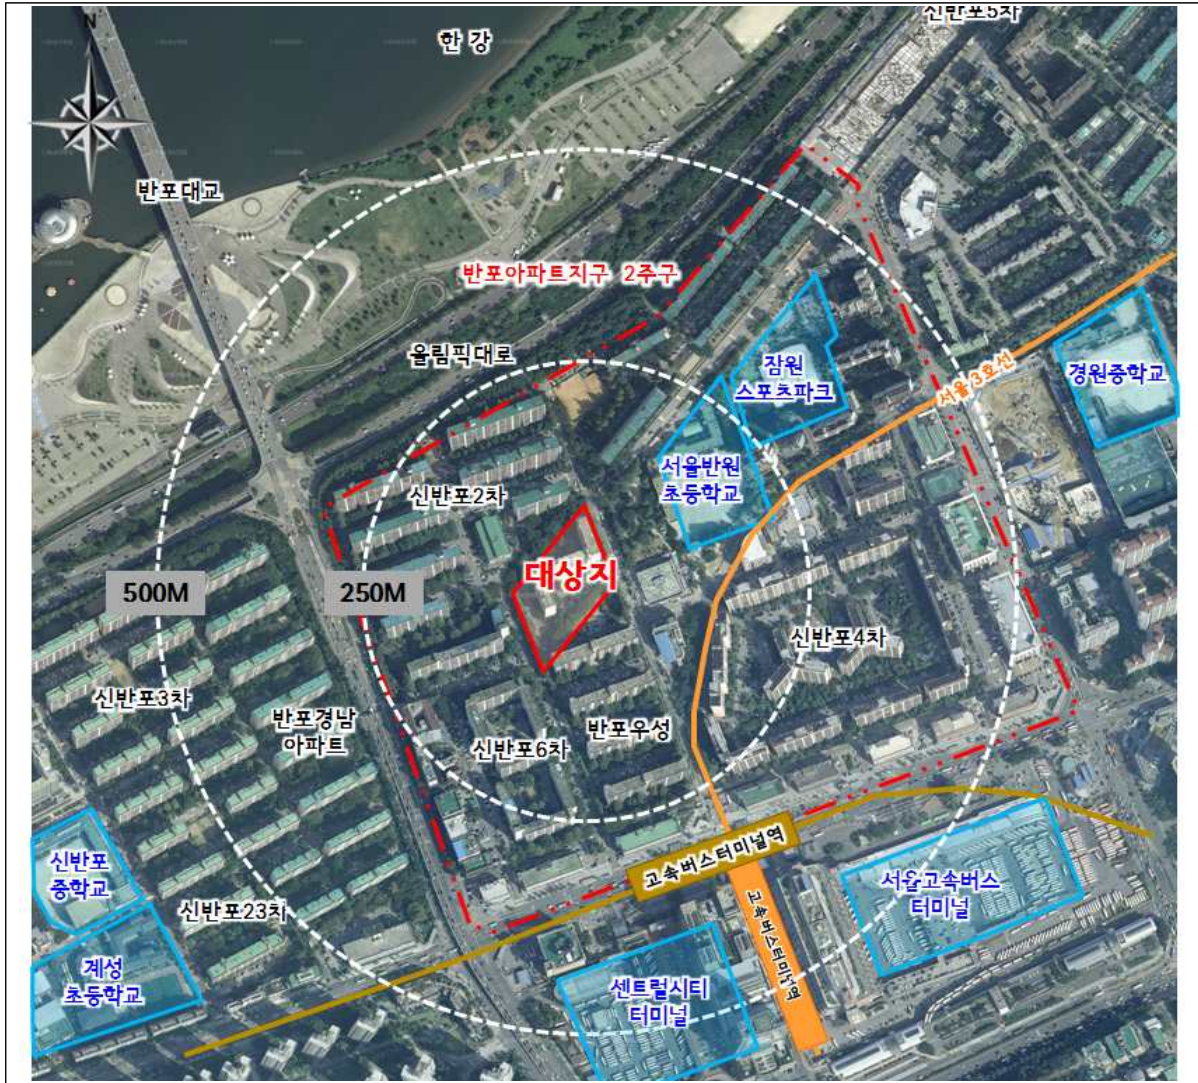 신반포5차
N
한 강
반포대교
반포아파트지구 2주구
올림픽대로
잠원
스포츠파크
서울 3호선
경원중학교
서울반원
초등학교
신반포2차
대상지
500M
250M
신반포4차
신반포3차
반포경남
아파트
신반포6차
반포우성
고속버스터미널역
신반포
중학교
서울고속버스
터미널
신반포23차
고속버스터미널역
계성
초등학교
센트럴시티
터미널